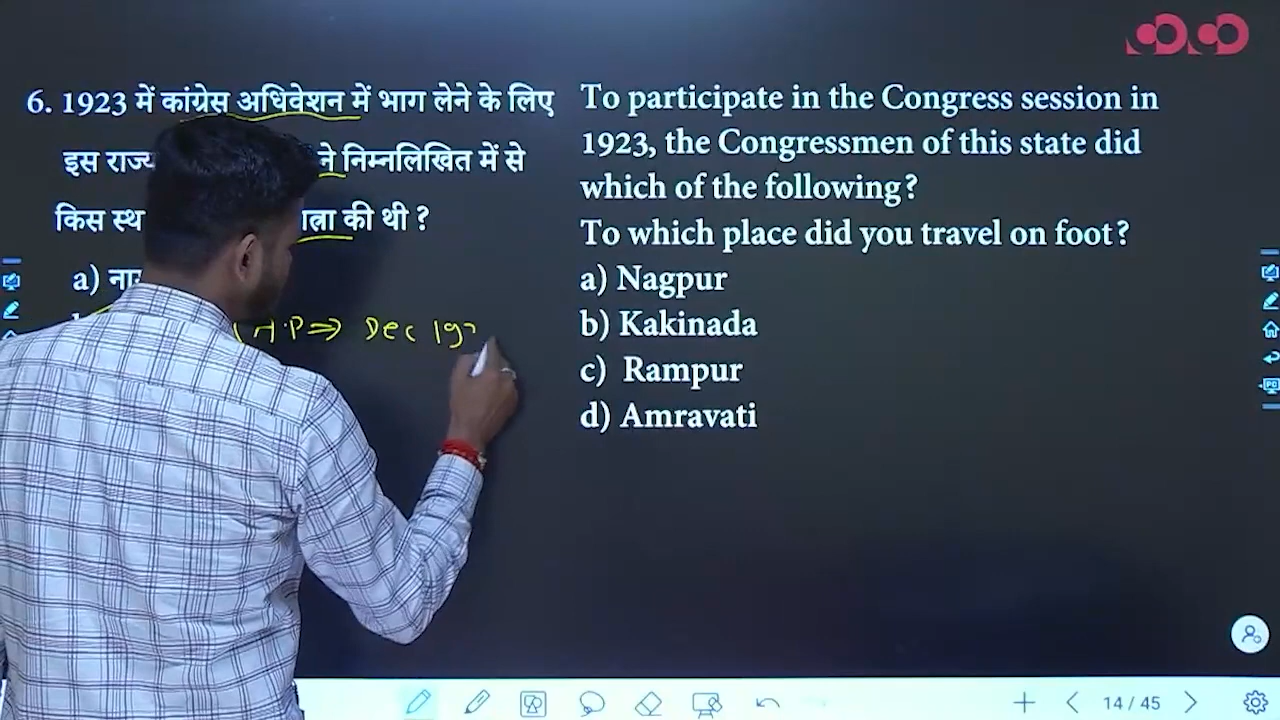 6. 1923 में कांग्रेस अधिवेशन में भाग लेने के लिए
इस राज्य ने निम्नलिखित में से
किस की थी ?
a)
A.P ⇒ Dec
To participate in the Congress session in
1923, the Congressmen of this state did
which of the following?
To which place did you travel on foot?
a) Nagpur
b) Kakinada
c) Rampur
d) Amravati
14 / 45